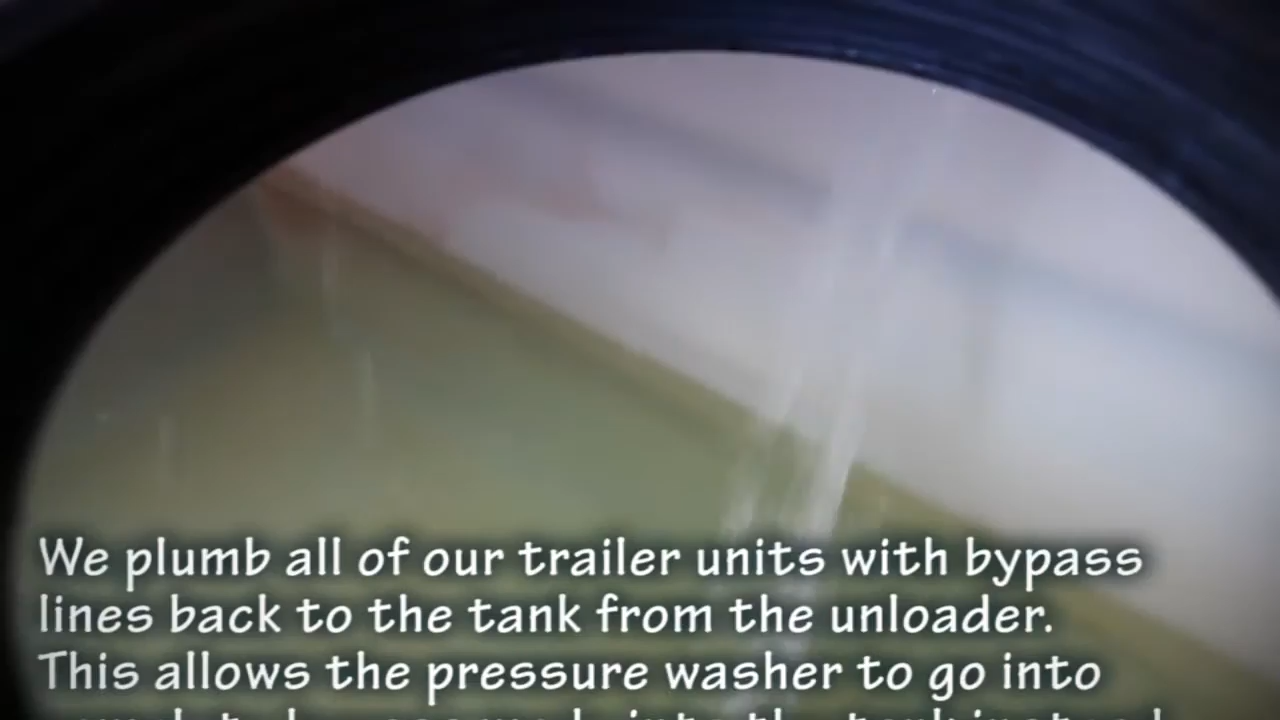 We plumb all of our trailer units with bypass
lines back to the tank from the unloader.
This allows the pressure washer to go into